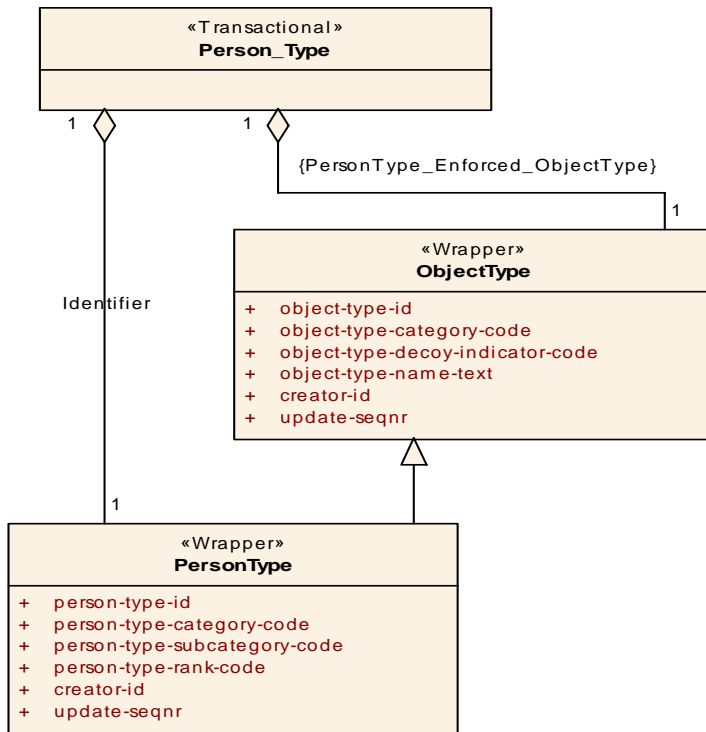 «Transactional»
Person_Type
1
1
{PersonType_Enforced_ObjectType}
1
«Wrapper»
ObjectType
+ object-type-id
+ object-type-category-code
+ object-type-decoy-indicator-code
+ object-type-name-text
+ creator-id
+ update-seqnr
Identifier
1
«Wrapper»
PersonType
+ person-type-id
+ person-type-category-code
+ person-type-subcategory-code
+ person-type-rank-code
+ creator-id
+ update-seqnr